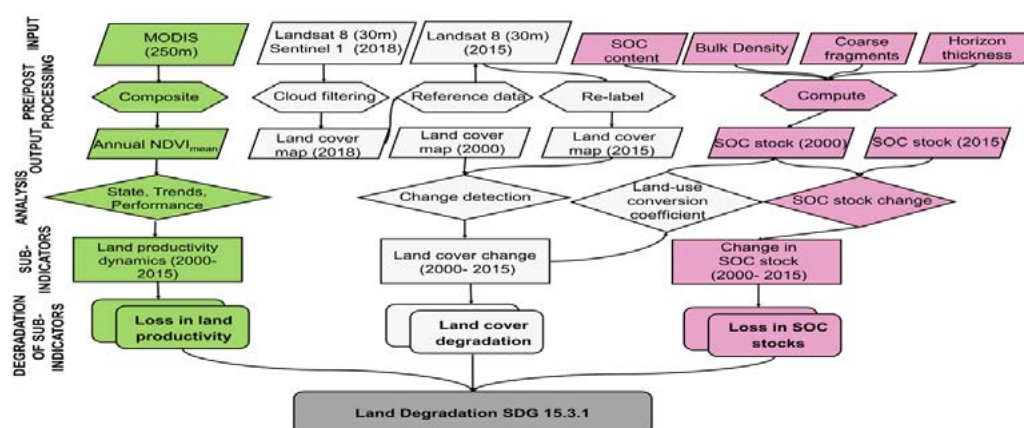 INPUT
MODIS
(250m)
Landsat 8 (30m)
Sentinel 1 (2018)
Landsat 8 (30m)
(2015)
SOC
content
Bulk Density
Coarse
fragments
Horizon
thickness
PRE/POST
PROCESSING
Composite
Cloud filtering
Reference data
Re-label
Compute
OUTPUT
Annual NDVImean
Land cover
map (2018)
Land cover
map (2000)
Land cover
map (2015)
SOC stock (2000)
SOC stock (2015)
ANALYSIS
State, Trends,
Performance
Change detection
Land-use
conversion
coefficient
SOC stock change
SUB-
INDICATORS
Land productivity
dynamics (2000-
2015)
Land cover change
(2000- 2015)
Change in
SOC stock
(2000- 2015)
DEGRADATION
OF SUB-
INDICATORS
Loss in land
productivity
Land cover
degradation
Loss in SOC
stocks
Land Degradation SDG 15.3.1